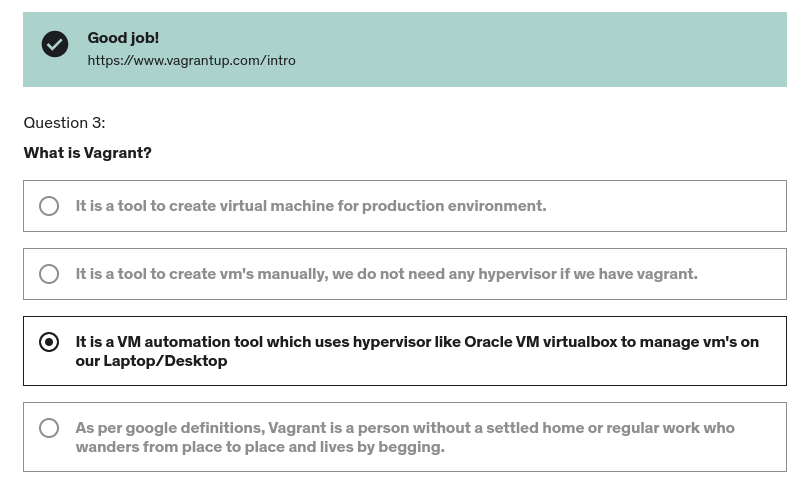 Good job!
https://www.vagrantup.com/intro
Question 3:
What is Vagrant?
It is a tool to create virtual machine for production environment.
It is a tool to create vm's manually, we do not need any hypervisor if we have vagrant.
It is a VM automation tool which uses hypervisor like Oracle VM virtualbox to manage vm's on
our Laptop/Desktop
As per google definitions, Vagrant is a person without a settled home or regular work who
wanders from place to place and lives by begging.